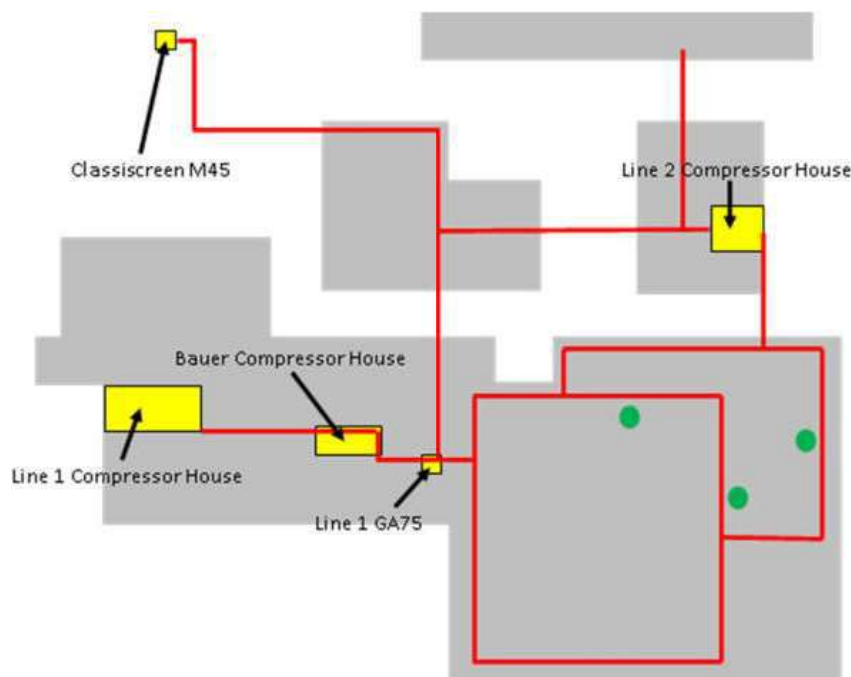 Classiscreen M45
Line 2 Compressor House
Bauer Compressor House
Line 1 Compressor House
Line 1 GA75